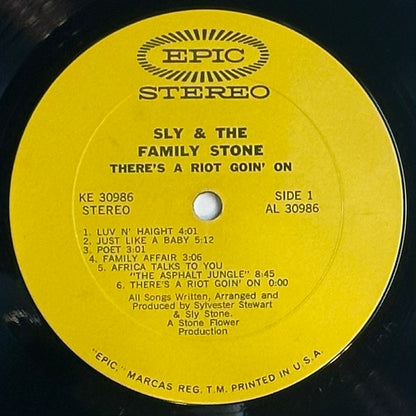 EPIC
STEREO
SLY & THE
FAMILY STONE
THERE'S A RIOT GOIN' ON
KE 30986 SIDE 1
STEREO AL 30986
1. LUV N' HAIGHT 4:01
2. JUST LIKE A BABY 5:12
3. POET 3:01
4. FAMILY AFFAIR 3:06
5. AFRICA TALKS TO YOU
"THE ASPHALT JUNGLE" 8:45
6. THERE'S A RIOT GOIN' ON 0:00
All Songs Written, Arranged and
Produced by Sylvester Stewart
& Sly Stone.
A Stone Flower
Production
"EPIC," MARCAS REG. T.M. PRINTED IN U.S.A.